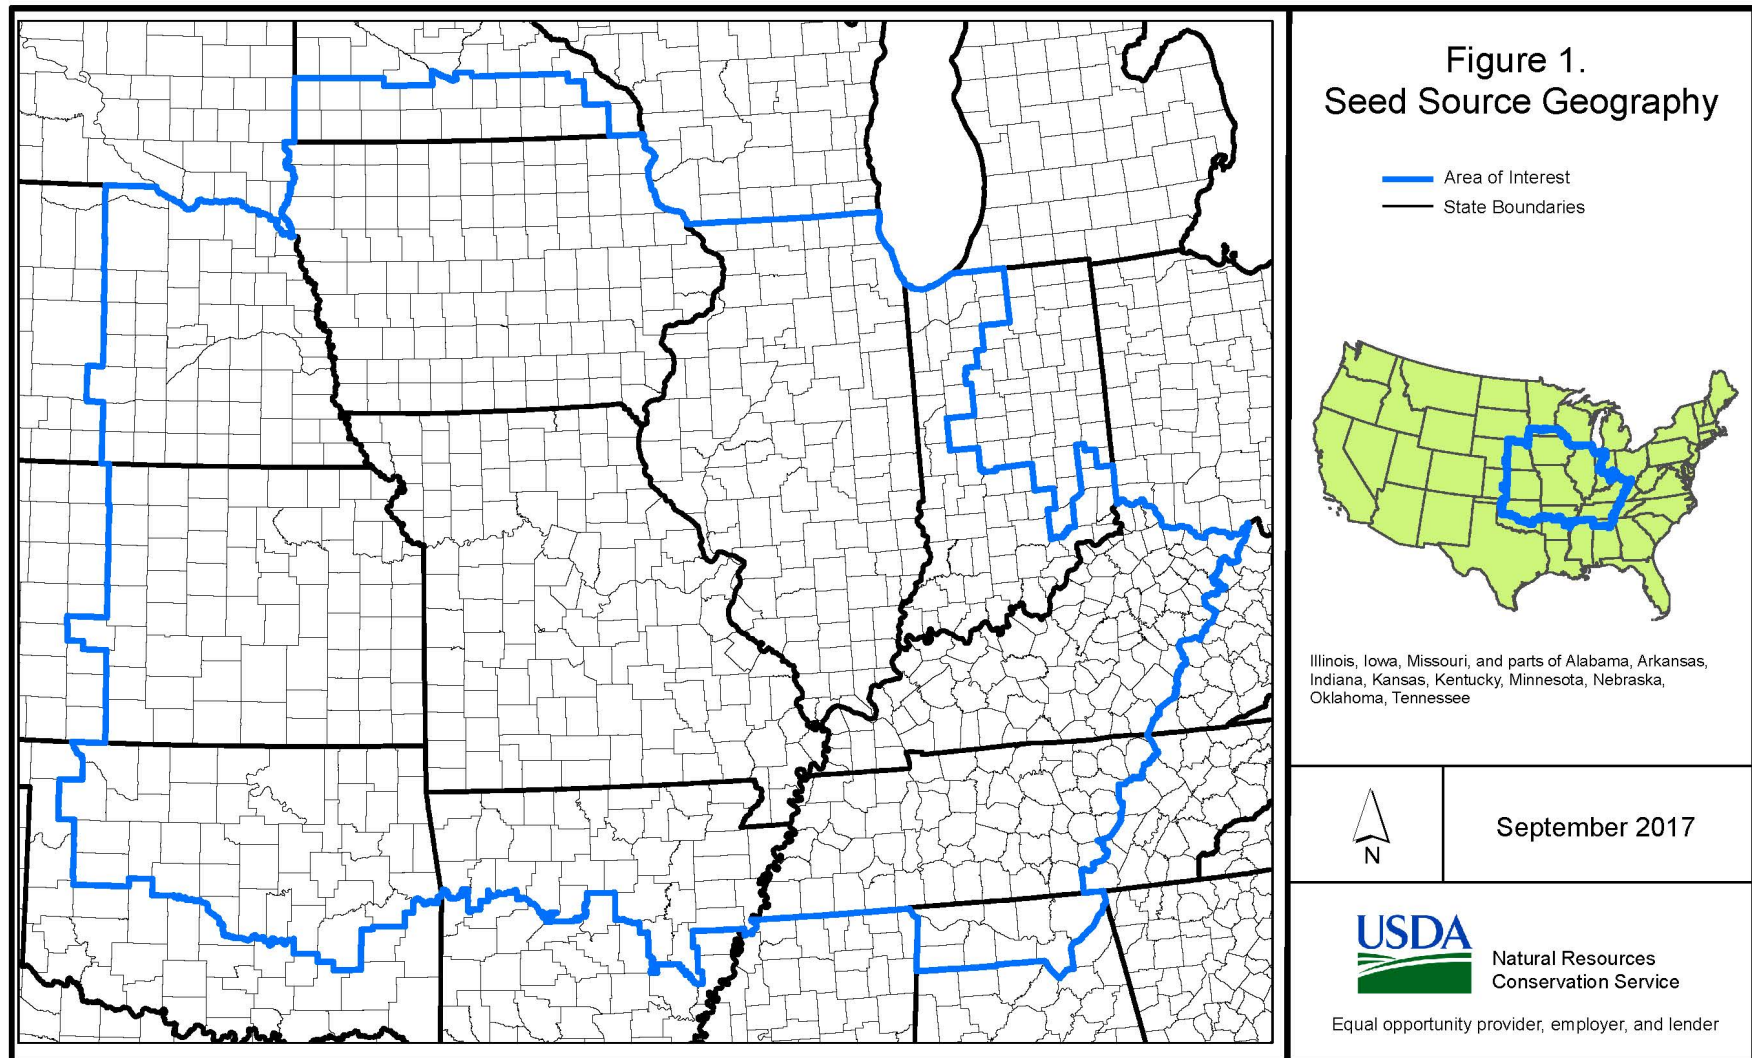 Figure 1.
Seed Source Geography
Area of Interest
State Boundaries
Illinois, Iowa, Missouri, and parts of Alabama, Arkansas,
Indiana, Kansas, Kentucky, Minnesota, Nebraska,
Oklahoma, Tennessee
N
September 2017
USDA
Natural Resources
Conservation Service
Equal opportunity provider, employer, and lender